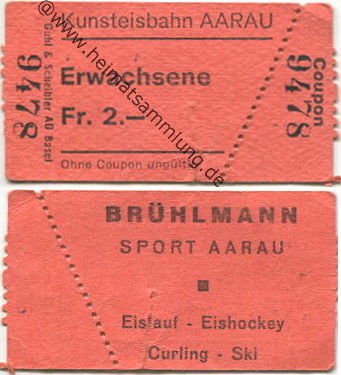 Kunsteisbahn AARAU
Erwachsene
Fr. 2.—
Ohne Coupon ungültig
9478
Guhl & Scheibler AG Basel
Coupon
9478
www.heimatsammlung.de
BRÜHLMANN
SPORT AARAU
Eislauf - Eishockey
Curling - Ski